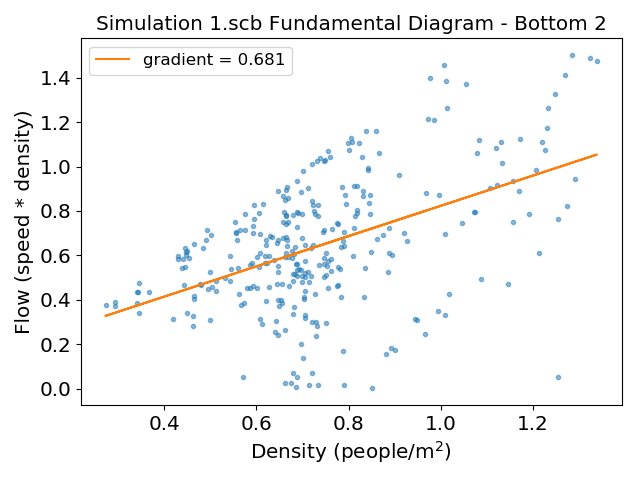 Simulation 1.scb Fundamental Diagram - Bottom 2
gradient = 0.681
Flow (speed * density)
1.4
1.2
1.0
0.8
0.6
0.4
0.2
0.0
0.4 0.6 0.8 1.0 1.2
Density (people/m²)